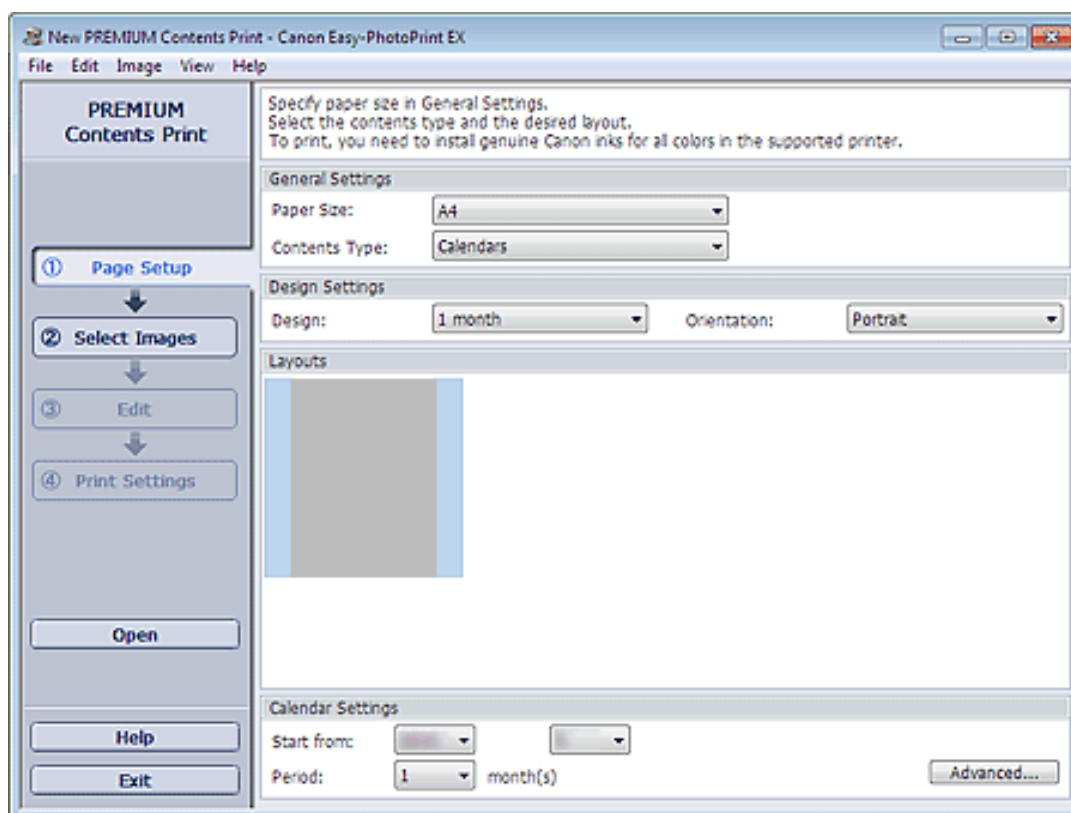 New PREMIUM Contents Print - Canon Easy-PhotoPrint EX
File Edit Image View Help
PREMIUM
Contents Print
① Page Setup
② Select Images
③ Edit
④ Print Settings
Open
Help
Exit
Specify paper size in General Settings.
Select the contents type and the desired layout.
To print, you need to install genuine Canon inks for all colors in the supported printer.
General Settings
Paper Size: A4
Contents Type: Calendars
Design Settings
Design: 1 month Orientation: Portrait
Layouts
Calendar Settings
Start from:
Period: 1 month(s) Advanced...